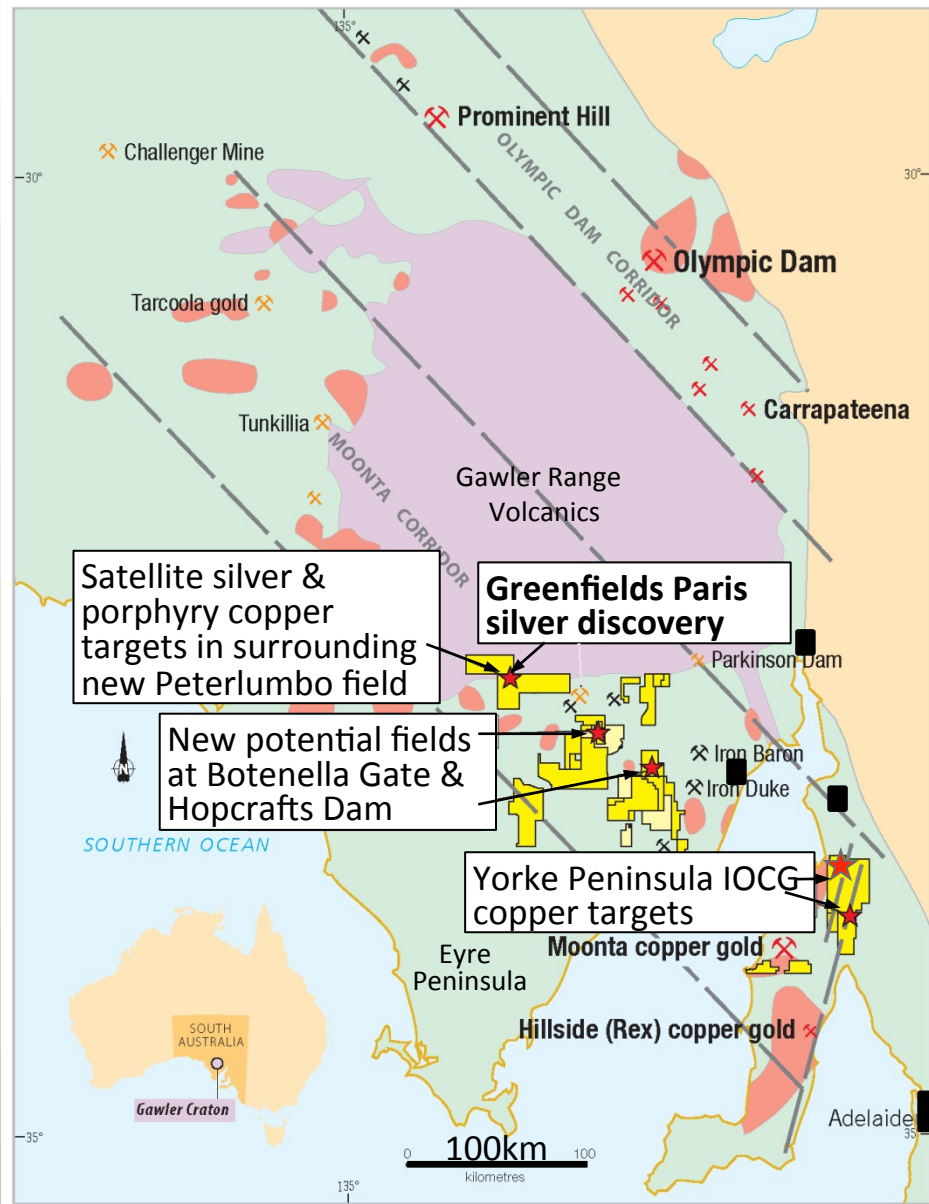 135°
Prominent Hill
Challenger Mine
OLYMPIC DAM CORRIDOR
30°
30°
Olympic Dam
Tarcoola gold
Carrapateena
Tunkillia
MOONTA CORRIDOR
Gawler Range
Volcanics
Satellite silver &
porphyry copper
targets in surrounding
new Peterlumbo field
Greenfields Paris
silver discovery
Parkinson Dam
New potential fields
at Botenella Gate &
Hopcrafts Dam
Iron Baron
Iron Duke
N
SOUTHERN OCEAN
Yorke Peninsula IOCG
copper targets
Moonta copper gold
Eyre
Peninsula
SOUTH
AUSTRALIA
Hillside (Rex) copper gold
Gawler Craton
Adelaide
35°
35°
100km
0
100
kilometres
135°